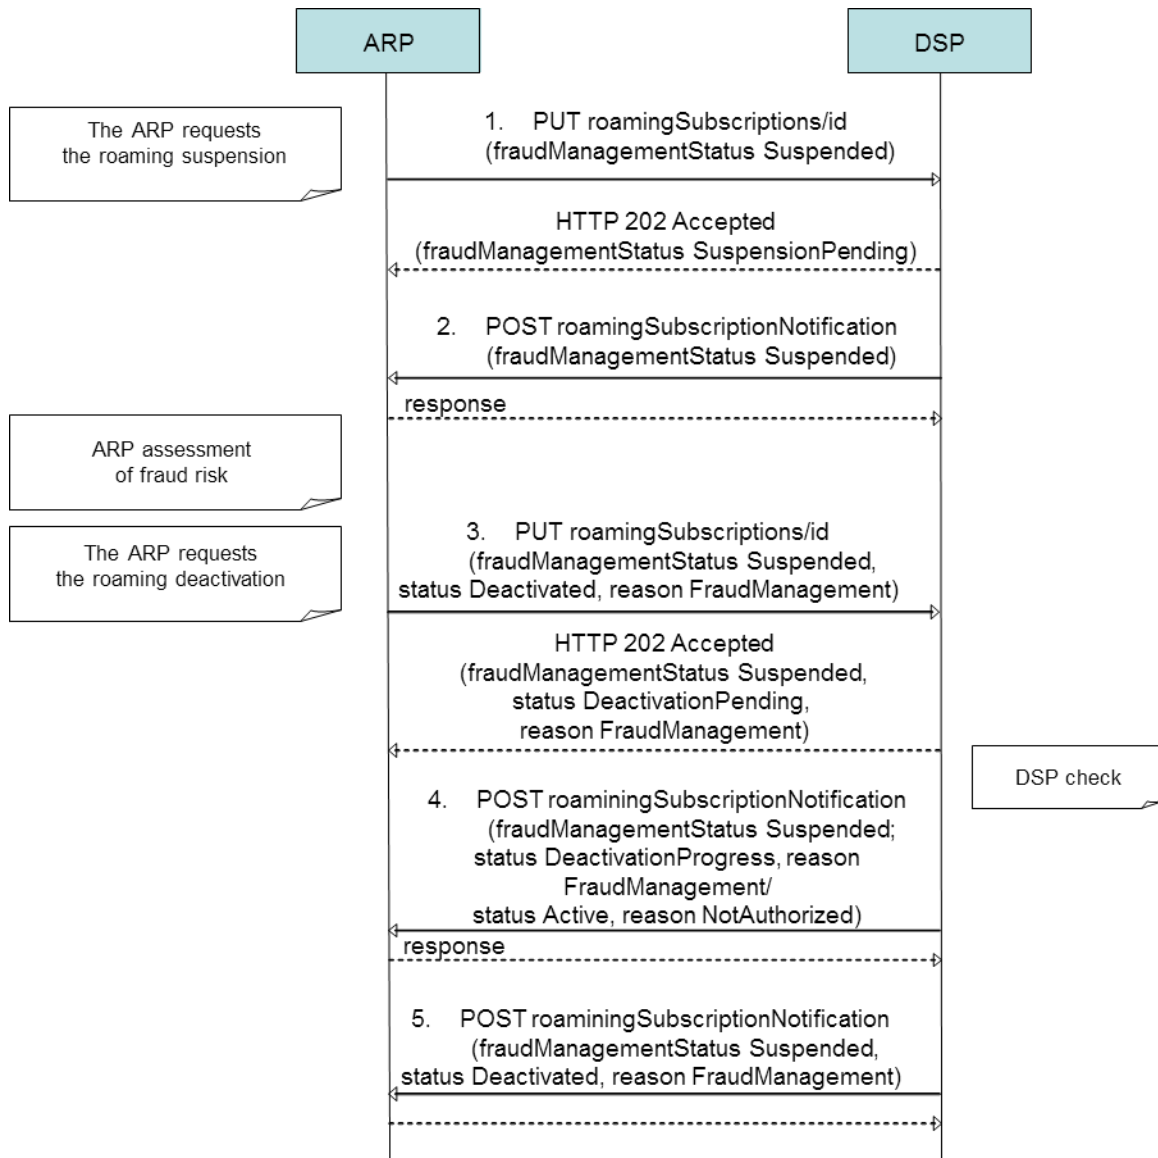 ARP
DSP
The ARP requests
the roaming suspension
1. PUT roamingSubscriptions/id
(fraudManagementStatus Suspended)
HTTP 202 Accepted
(fraudManagementStatus SuspensionPending)
2. POST roamingSubscriptionNotification
(fraudManagementStatus Suspended)
response
ARP assessment
of fraud risk
The ARP requests
the roaming deactivation
3. PUT roamingSubscriptions/id
(fraudManagementStatus Suspended,
status Deactivated, reason FraudManagement)
HTTP 202 Accepted
(fraudManagementStatus Suspended,
status DeactivationPending,
reason FraudManagement)
DSP check
4. POST roaminingSubscriptionNotification
(fraudManagementStatus Suspended;
status DeactivationProgress, reason
FraudManagement/
status Active, reason NotAuthorized)
response
5. POST roaminingSubscriptionNotification
(fraudManagementStatus Suspended,
status Deactivated, reason FraudManagement)